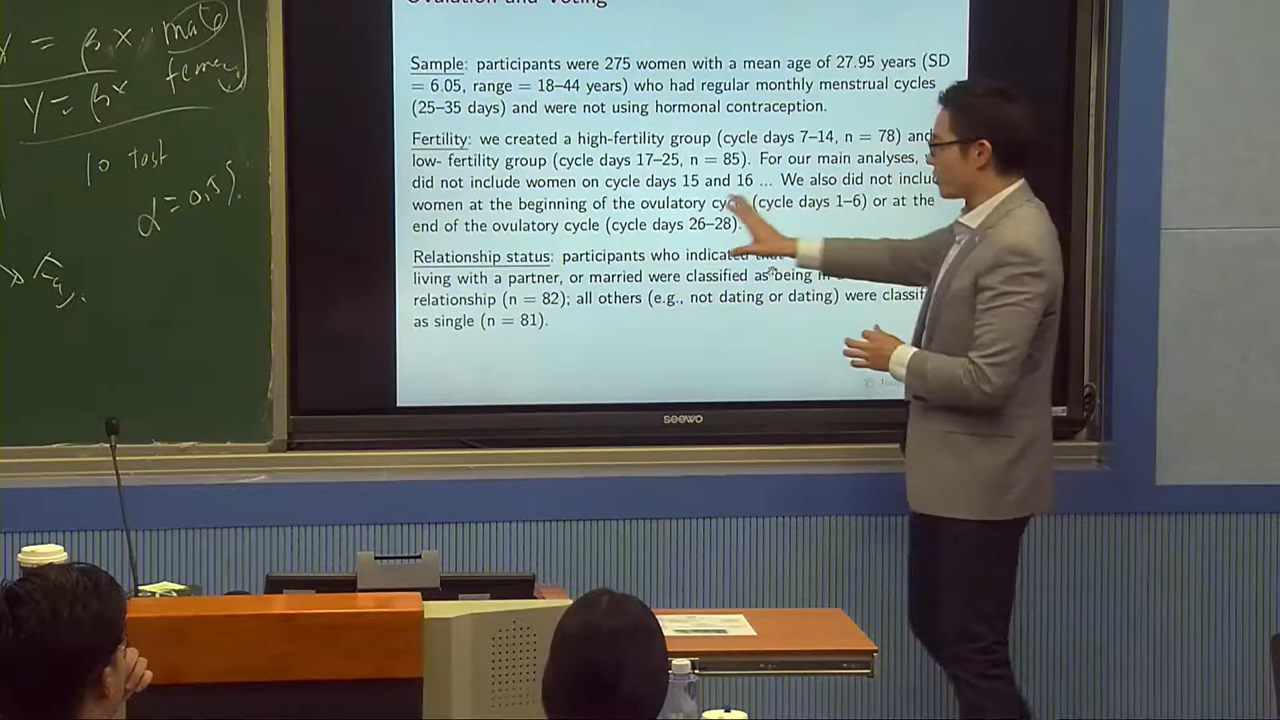 Ovulation and Voting
Sample: participants were 275 women with a mean age of 27.95 years (SD
= 6.05, range = 18–44 years) who had regular monthly menstrual cycles
(25–35 days) and were not using hormonal contraception.
Fertility: we created a high-fertility group (cycle days 7–14, n = 78) and
low- fertility group (cycle days 17–25, n = 85). For our main analyses,
did not include women on cycle days 15 and 16 ... We also did not inclu
women at the beginning of the ovulatory cyc (cycle days 1–6) or at the
end of the ovulatory cycle (cycle days 26–28).
Relationship status: participants who indicated
living with a partner, or married were classified as being in
relationship (n = 82); all others (e.g., not dating or dating) were classif
as single (n = 81).
seewo
= βx male
Y = βx
10 test